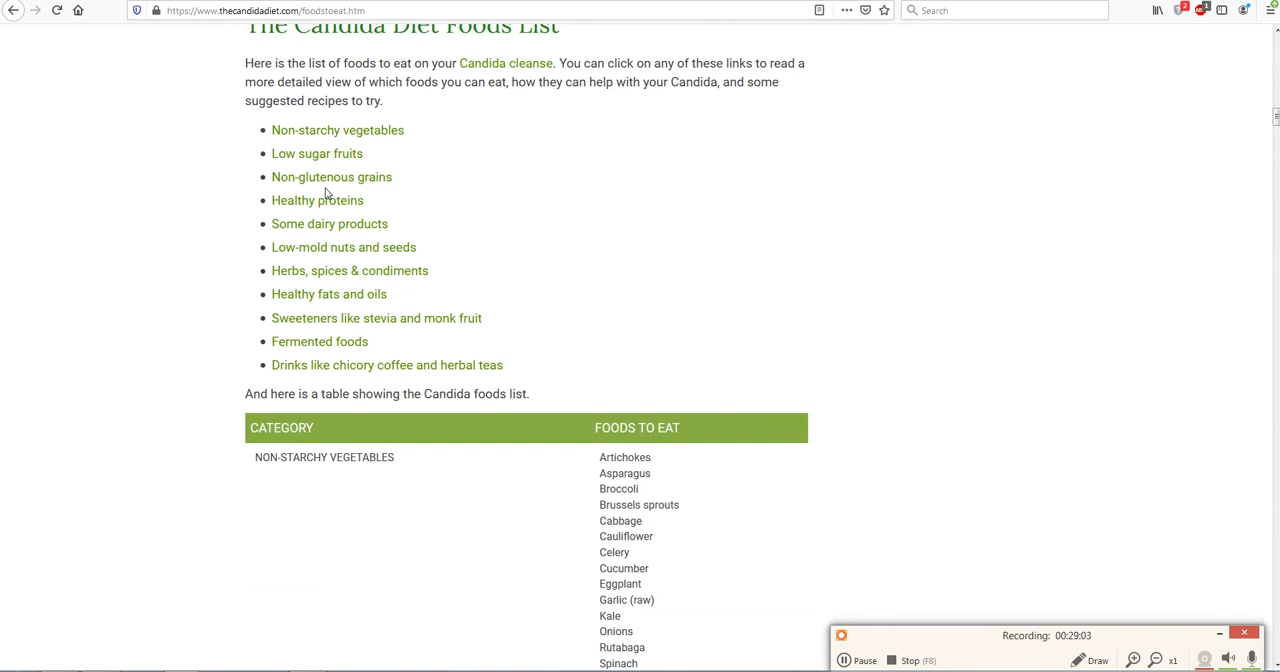 https://www.thecandidadiet.com/foodstoeat.htm
Search
2
1
The Candida Diet Foods List
Here is the list of foods to eat on your Candida cleanse. You can click on any of these links to read a
more detailed view of which foods you can eat, how they can help with your Candida, and some
suggested recipes to try.
Non-starchy vegetables
Low sugar fruits
Non-glutenous grains
Healthy proteins
Some dairy products
Low-mold nuts and seeds
Herbs, spices & condiments
Healthy fats and oils
Sweeteners like stevia and monk fruit
Fermented foods
Drinks like chicory coffee and herbal teas
And here is a table showing the Candida foods list.
CATEGORY FOODS TO EAT
NON-STARCHY VEGETABLES Artichokes
Asparagus
Broccoli
Brussels sprouts
Cabbage
Cauliflower
Celery
Cucumber
Eggplant
Garlic (raw)
Kale
Onions
Rutabaga
Spinach
Recording: 00:29:03
Pause Stop (F8) Draw x1